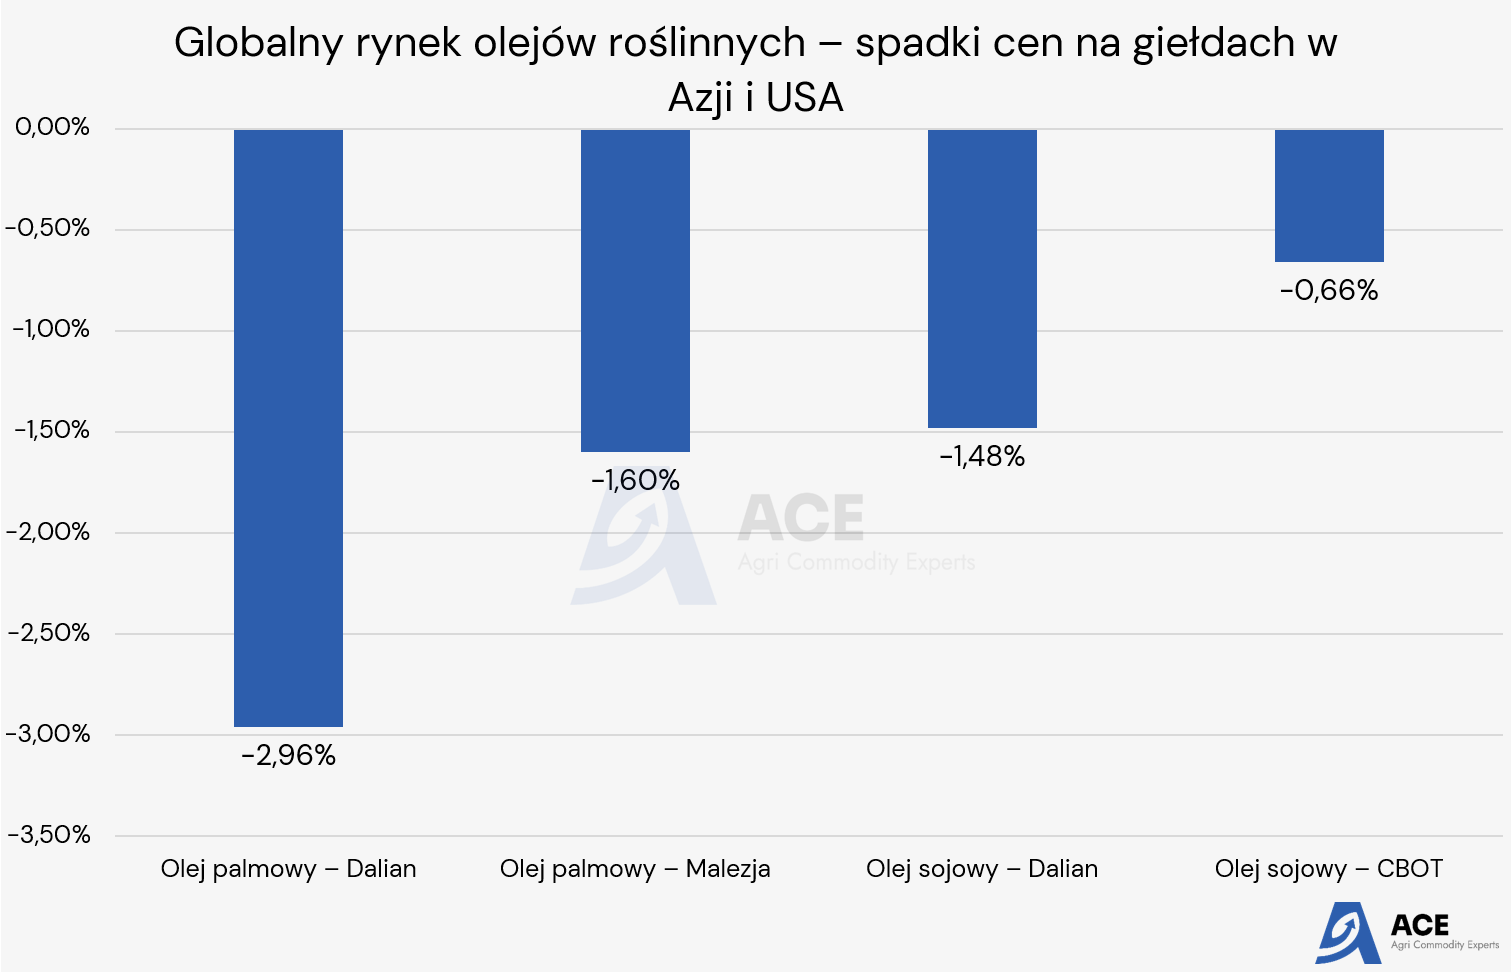 Globalny rynek olejów roślinnych – spadki cen na giełdach w
Azji i USA
0,00%
-0,50%
-1,00%
-1,50%
-2,00%
-2,50%
-3,00%
-3,50%
-2,96%
-1,60%
-1,48%
-0,66%
ACE
Agri Commodity Experts
Olej palmowy – Dalian
Olej palmowy – Malezja
Olej sojowy – Dalian
Olej sojowy – CBOT
ACE
Agri Commodity Experts